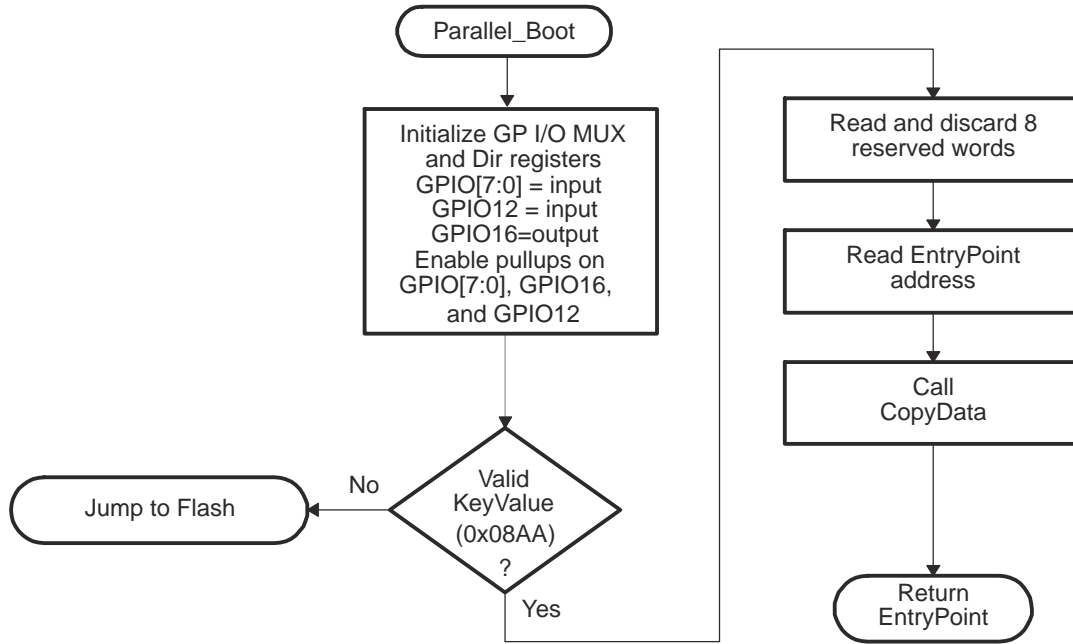 Parallel_Boot
Initialize GP I/O MUX
and Dir registers
GPIO[7:0] = input
GPIO12 = input
GPIO16=output
Enable pullups on
GPIO[7:0], GPIO16,
and GPIO12
Valid
KeyValue
(0x08AA)
?
No
Jump to Flash
Yes
Read and discard 8
reserved words
Read EntryPoint
address
Call
CopyData
Return
EntryPoint